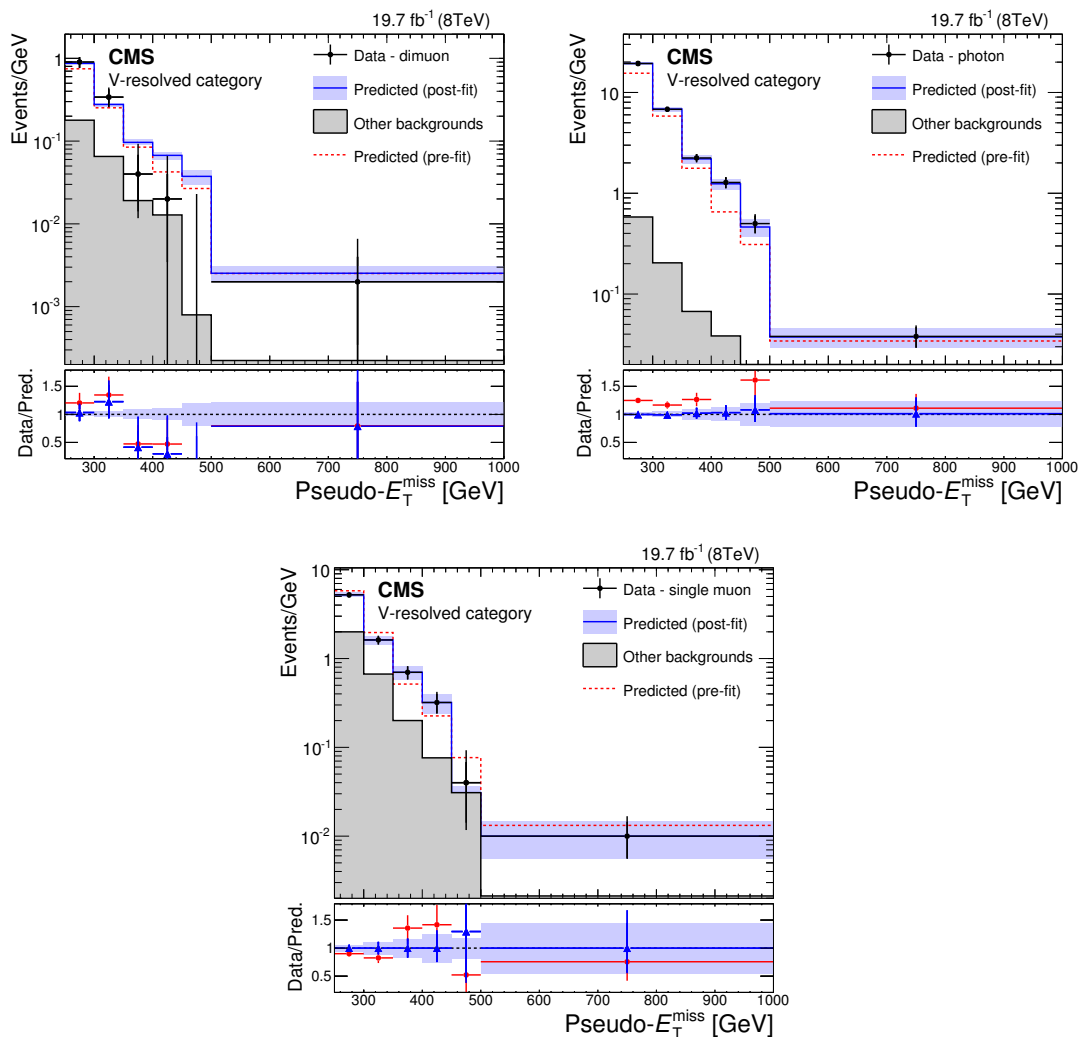 19.7 fb⁻¹ (8TeV)
CMS
V-resolved category
Data - dimuon
Predicted (post-fit)
Other backgrounds
Predicted (pre-fit)
Events/GeV
1
10⁻¹
10⁻²
10⁻³
Data/Pred.
1.5
1
0.5
300 400 500 600 700 800 900 1000
Pseudo-E_T^miss [GeV]
19.7 fb⁻¹ (8TeV)
CMS
V-resolved category
Data - photon
Predicted (post-fit)
Other backgrounds
Predicted (pre-fit)
Events/GeV
10
1
10⁻¹
Data/Pred.
1.5
1
0.5
300 400 500 600 700 800 900 1000
Pseudo-E_T^miss [GeV]
19.7 fb⁻¹ (8TeV)
CMS
V-resolved category
Data - single muon
Predicted (post-fit)
Other backgrounds
Predicted (pre-fit)
Events/GeV
10
1
10⁻¹
10⁻²
Data/Pred.
1.5
1
0.5
300 400 500 600 700 800 900 1000
Pseudo-E_T^miss [GeV]